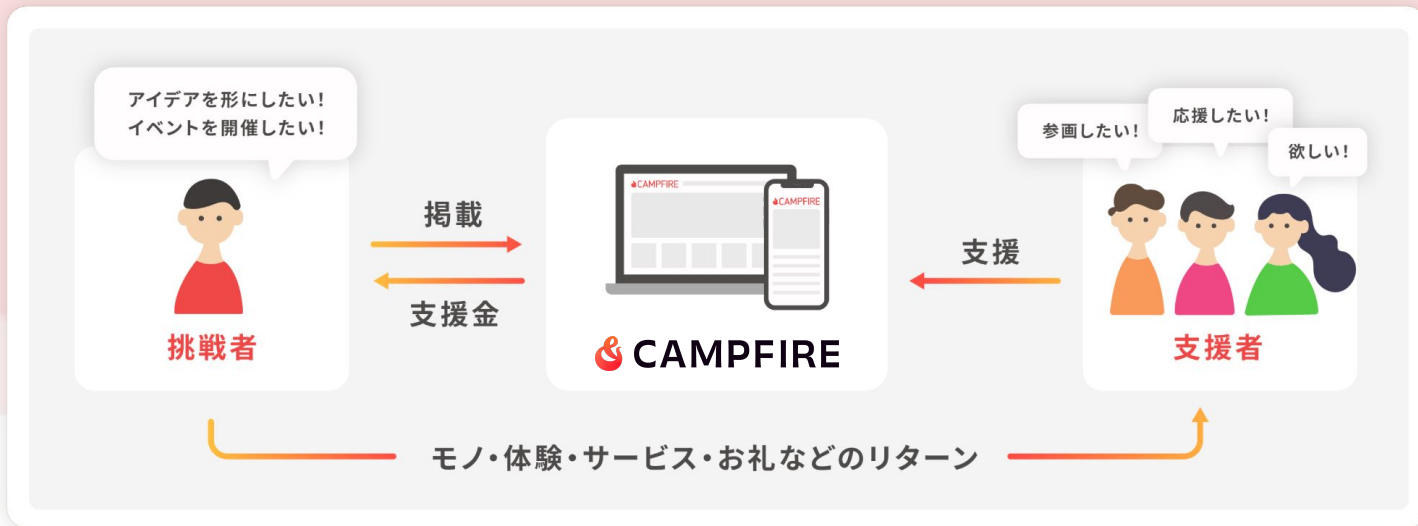 アイデアを形にしたい！
イベントを開催したい！
挑戦者
掲載
支援金
CAMPFIRE
CAMPFIRE
CAMPFIRE
支援
参画したい！
応援したい！
欲しい！
支援者
モノ・体験・サービス・お礼などのリターン